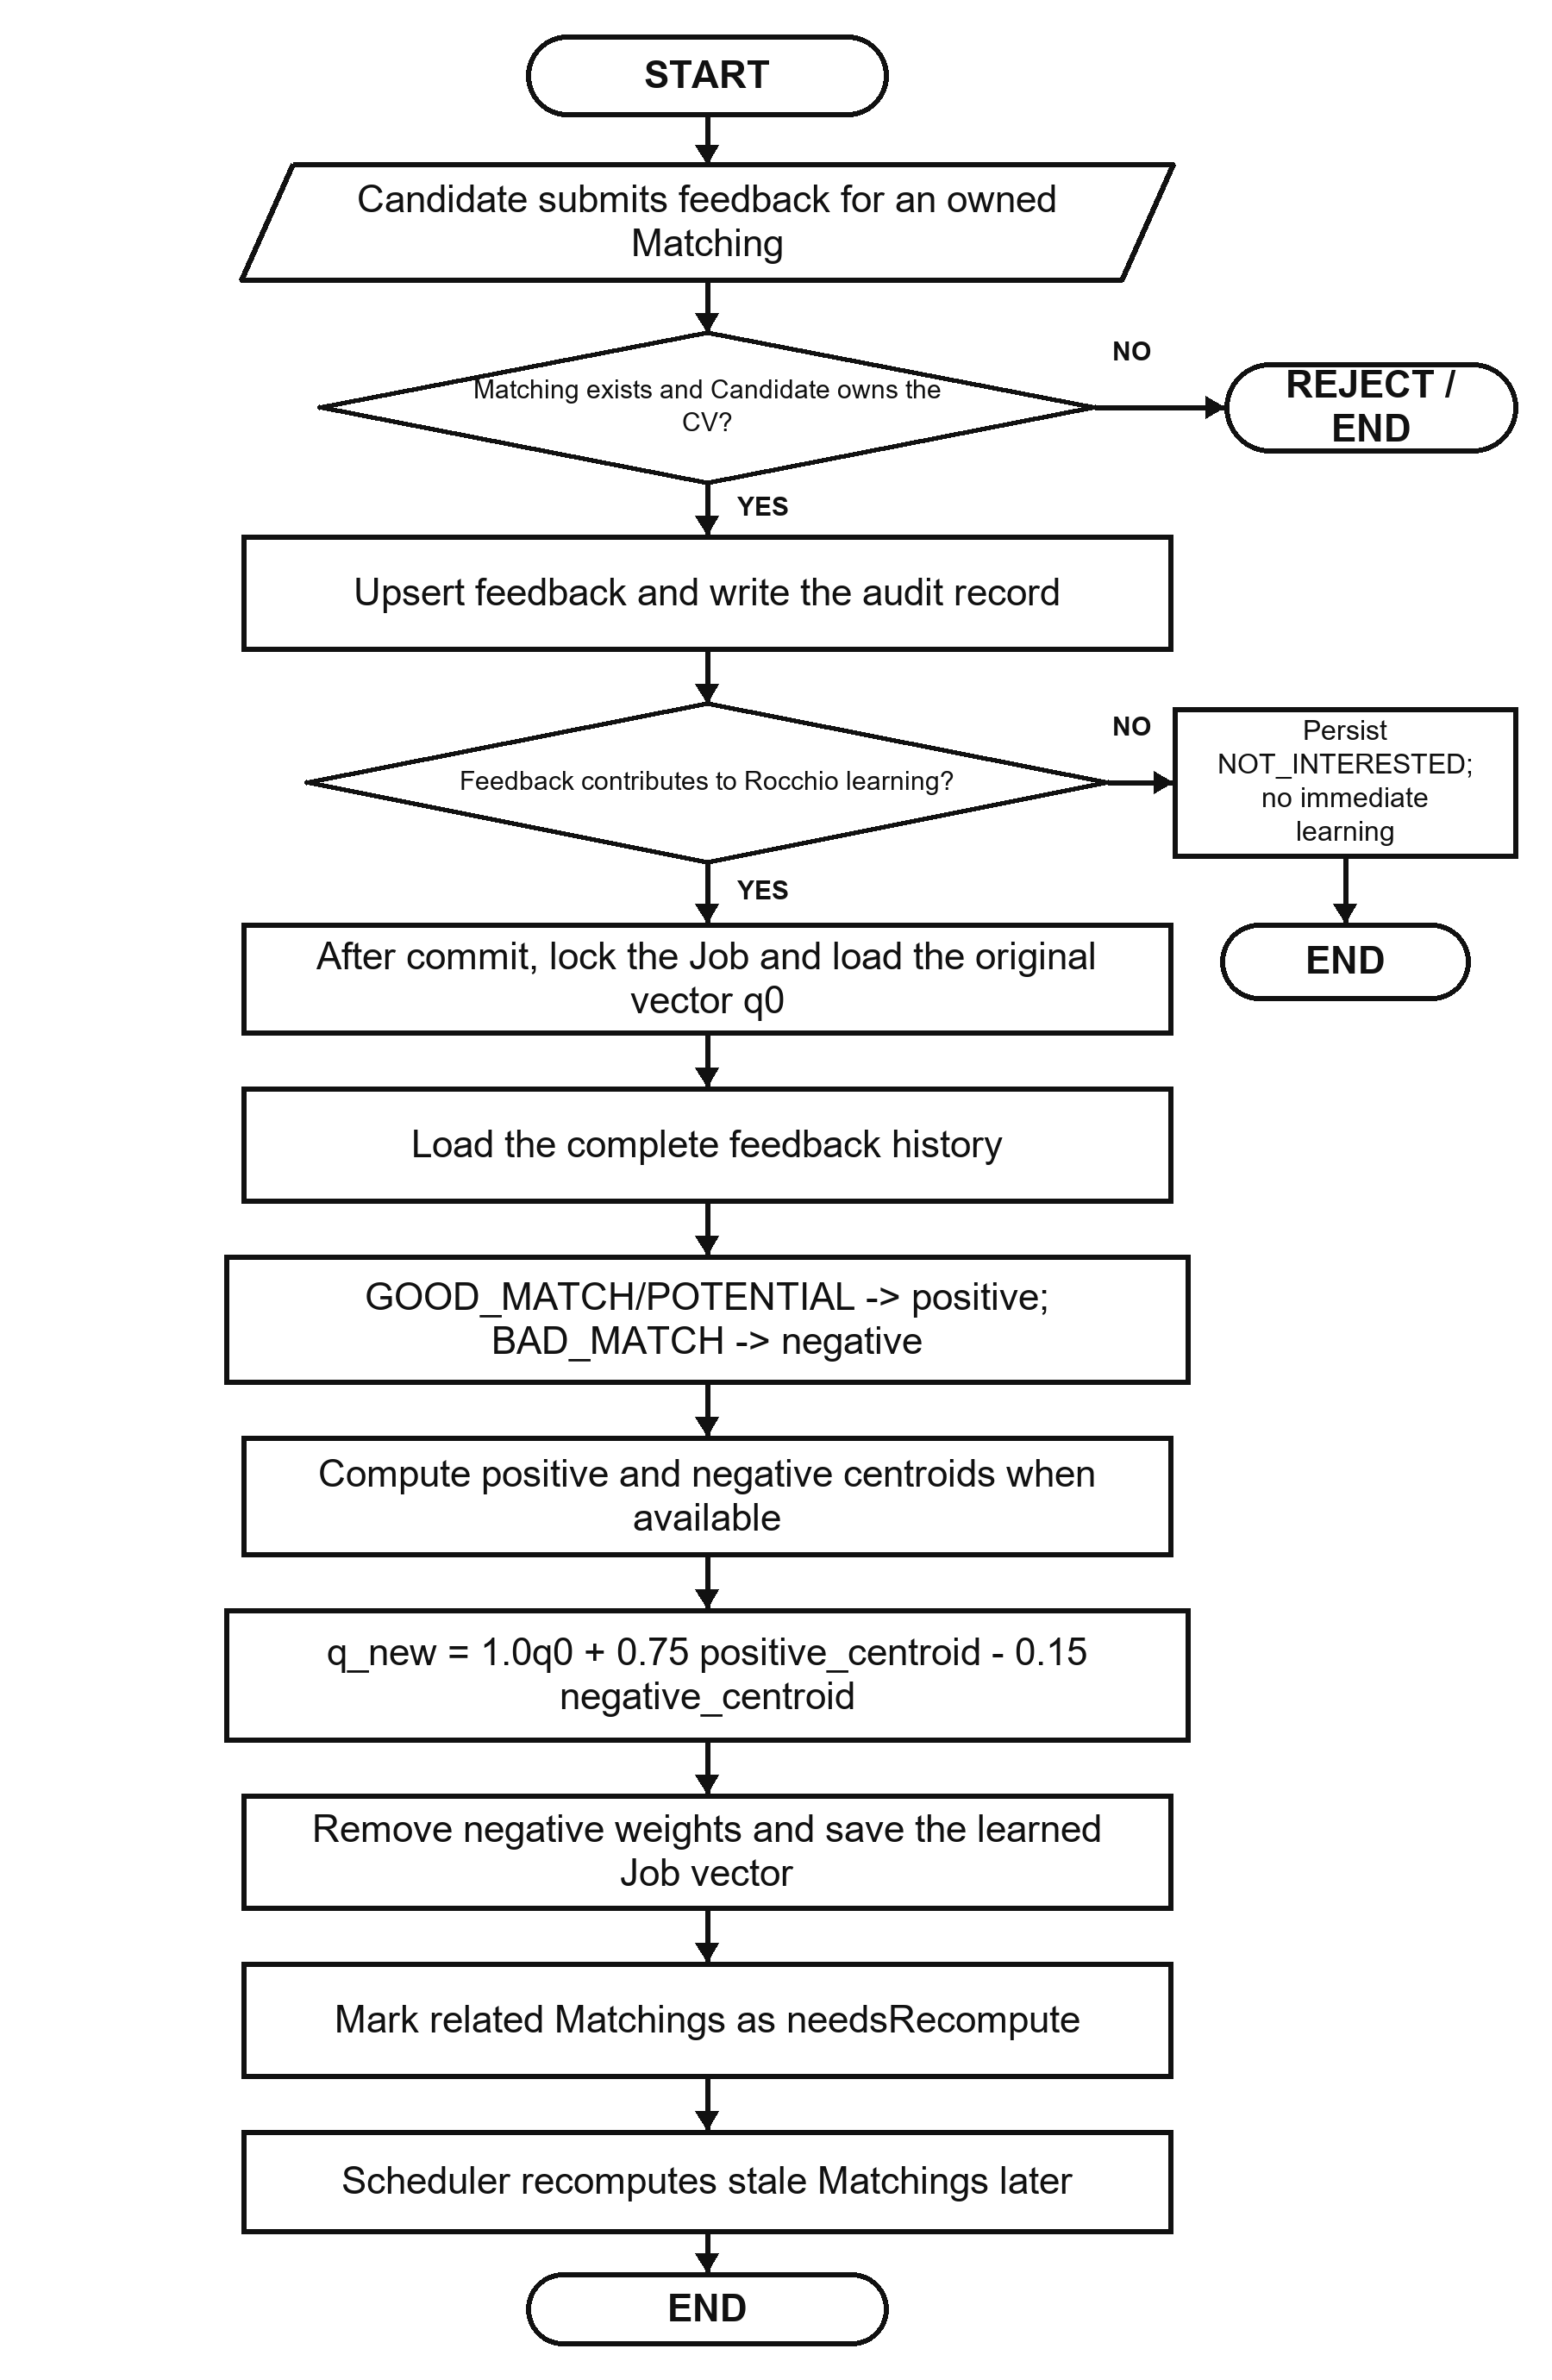 START
Candidate submits feedback for an owned
Matching
Matching exists and Candidate owns the
CV?
NO
REJECT /
END
YES
Upsert feedback and write the audit record
Feedback contributes to Rocchio learning?
NO
Persist
NOT_INTERESTED;
no immediate
learning
END
YES
After commit, lock the Job and load the original
vector q0
Load the complete feedback history
GOOD_MATCH/POTENTIAL -> positive;
BAD_MATCH -> negative
Compute positive and negative centroids when
available
q_new = 1.0q0 + 0.75 positive_centroid - 0.15
negative_centroid
Remove negative weights and save the learned
Job vector
Mark related Matchings as needsRecompute
Scheduler recomputes stale Matchings later
END